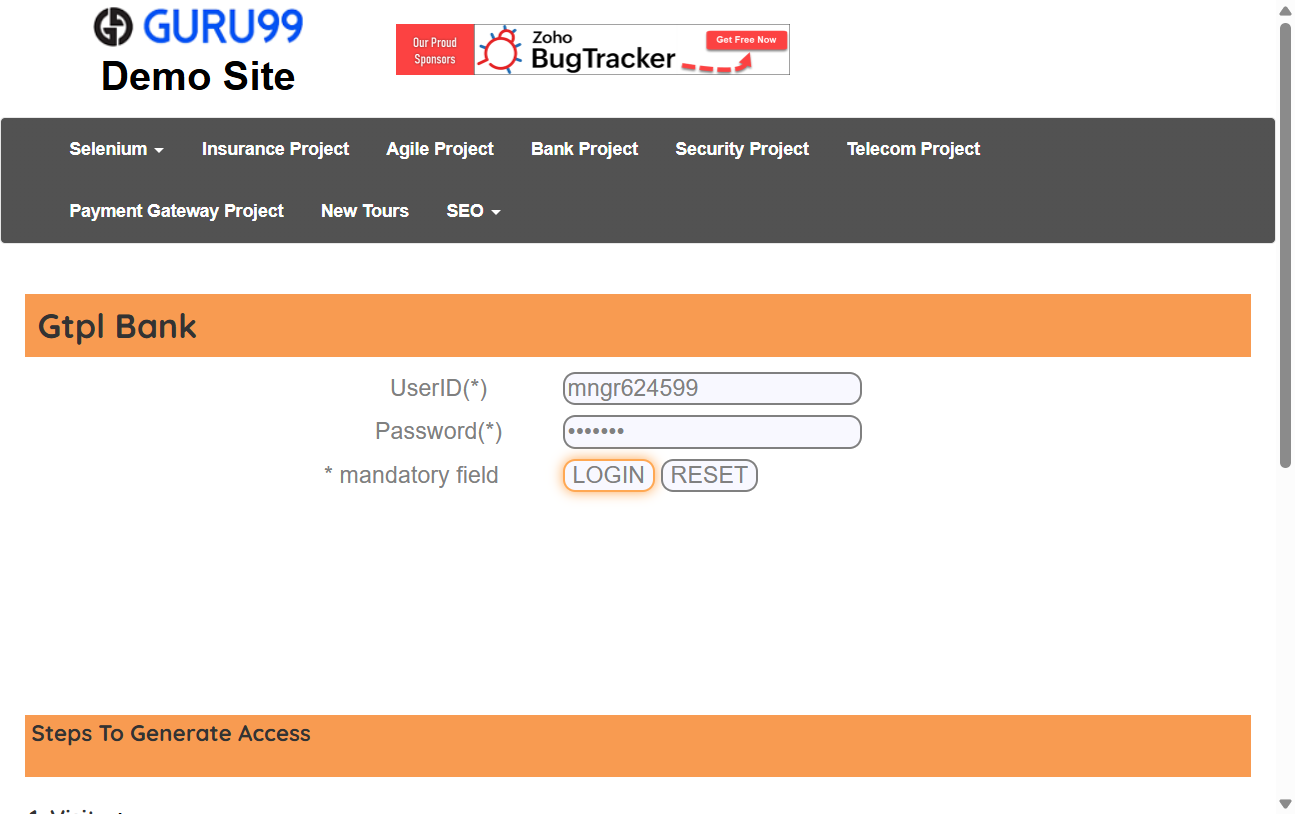 GURU99
Demo Site
Our Proud
Sponsors
Zoho
BugTracker
Get Free Now
Selenium
Insurance Project
Agile Project
Bank Project
Security Project
Telecom Project
Payment Gateway Project
New Tours
SEO
Gtpl Bank
UserID(*)
mngr624599
Password(*)
•••••••
* mandatory field
LOGIN
RESET
Steps To Generate Access